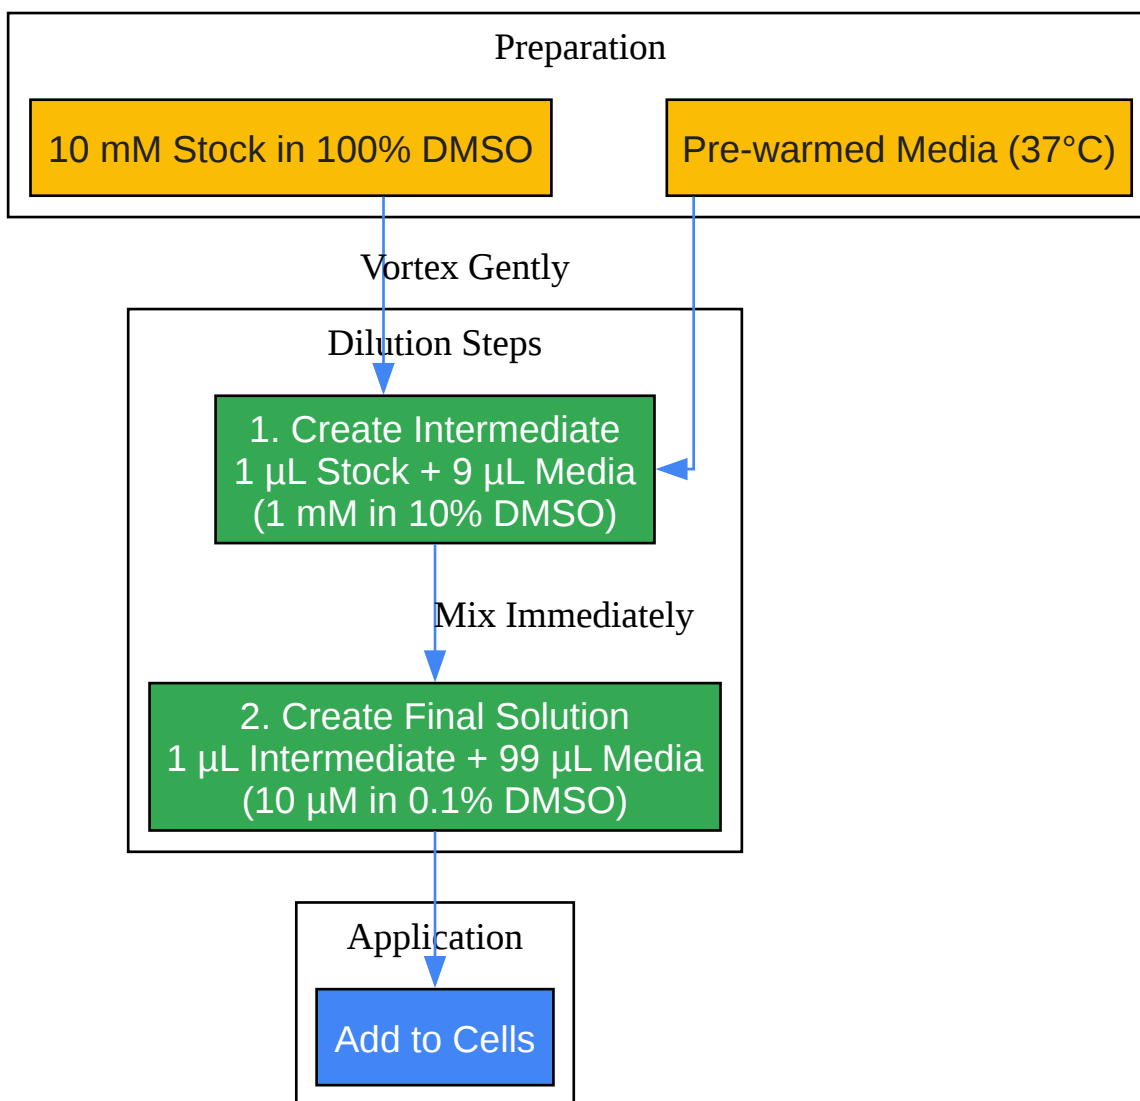 Preparation
10 mM Stock in 100% DMSO
Pre-warmed Media (37°C)
Vortex Gently
Dilution Steps
1. Create Intermediate
1 µL Stock + 9 µL Media
(1 mM in 10% DMSO)
Mix Immediately
2. Create Final Solution
1 µL Intermediate + 99 µL Media
(10 µM in 0.1% DMSO)
Application
Add to Cells